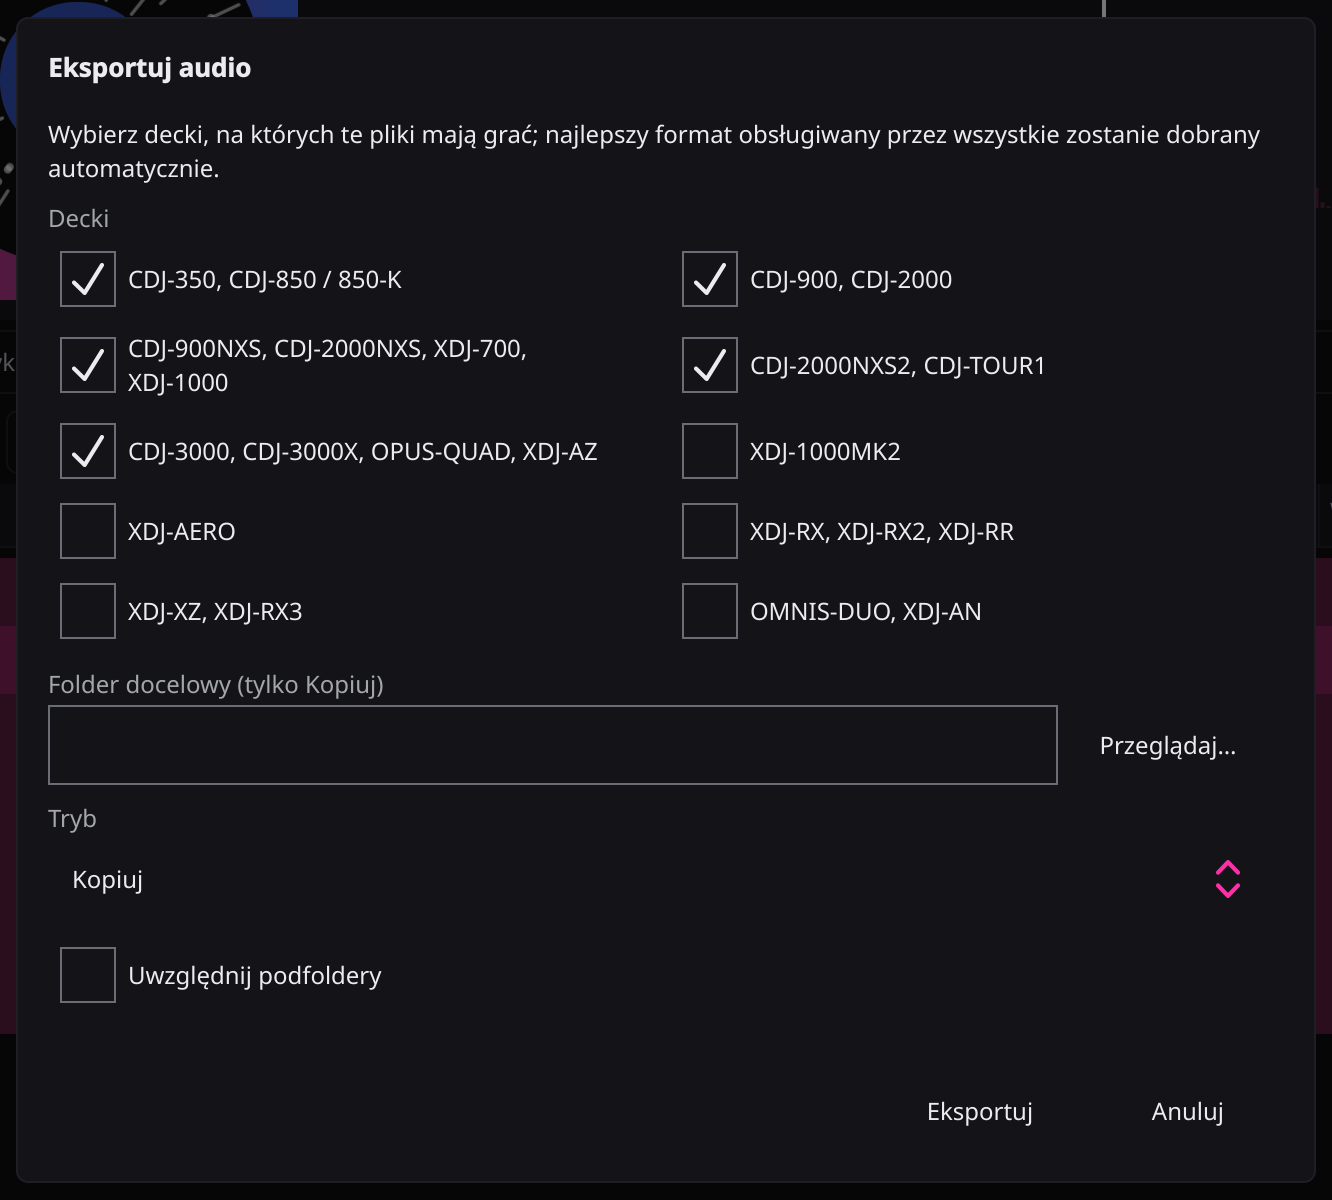 Eksportuj audio
Wybierz decki, na których te pliki mają grać; najlepszy format obsługiwany przez wszystkie zostanie dobrany
automatycznie.
Decki
CDJ-350, CDJ-850 / 850-K
CDJ-900, CDJ-2000
CDJ-900NXS, CDJ-2000NXS, XDJ-700,
XDJ-1000
CDJ-2000NXS2, CDJ-TOUR1
CDJ-3000, CDJ-3000X, OPUS-QUAD, XDJ-AZ
XDJ-1000MK2
XDJ-AERO
XDJ-RX, XDJ-RX2, XDJ-RR
XDJ-XZ, XDJ-RX3
OMNIS-DUO, XDJ-AN
Folder docelowy (tylko Kopiuj)
Przeglądaj...
Tryb
Kopiuj
Uwzględnij podfoldery
Eksportuj
Anuluj